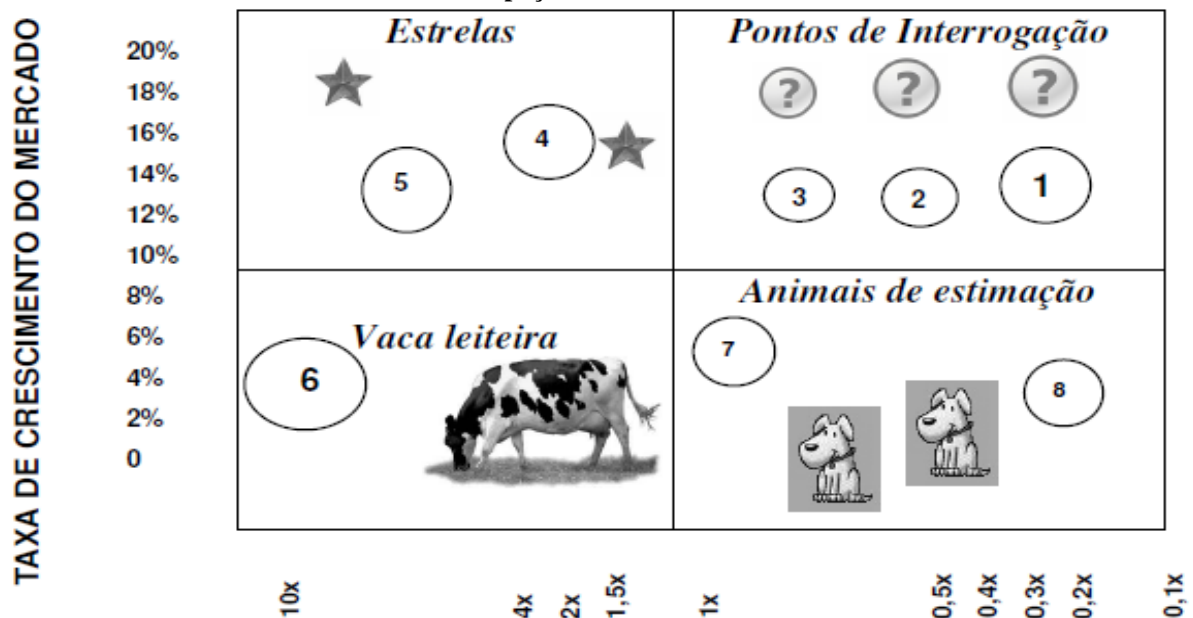 TAXA DE CRESCIMENTO DO MERCADO
20%
18%
16%
14%
12%
10%
8%
6%
4%
2%
0
Estrelas
Pontos de Interrogação
? ? ?
4
5
3 2 1
Vaca leiteira
6
Animais de estimação
7
8
10x 4x 2x 1,5x 1x 0,5x 0,4x 0,3x 0,2x 0,1x